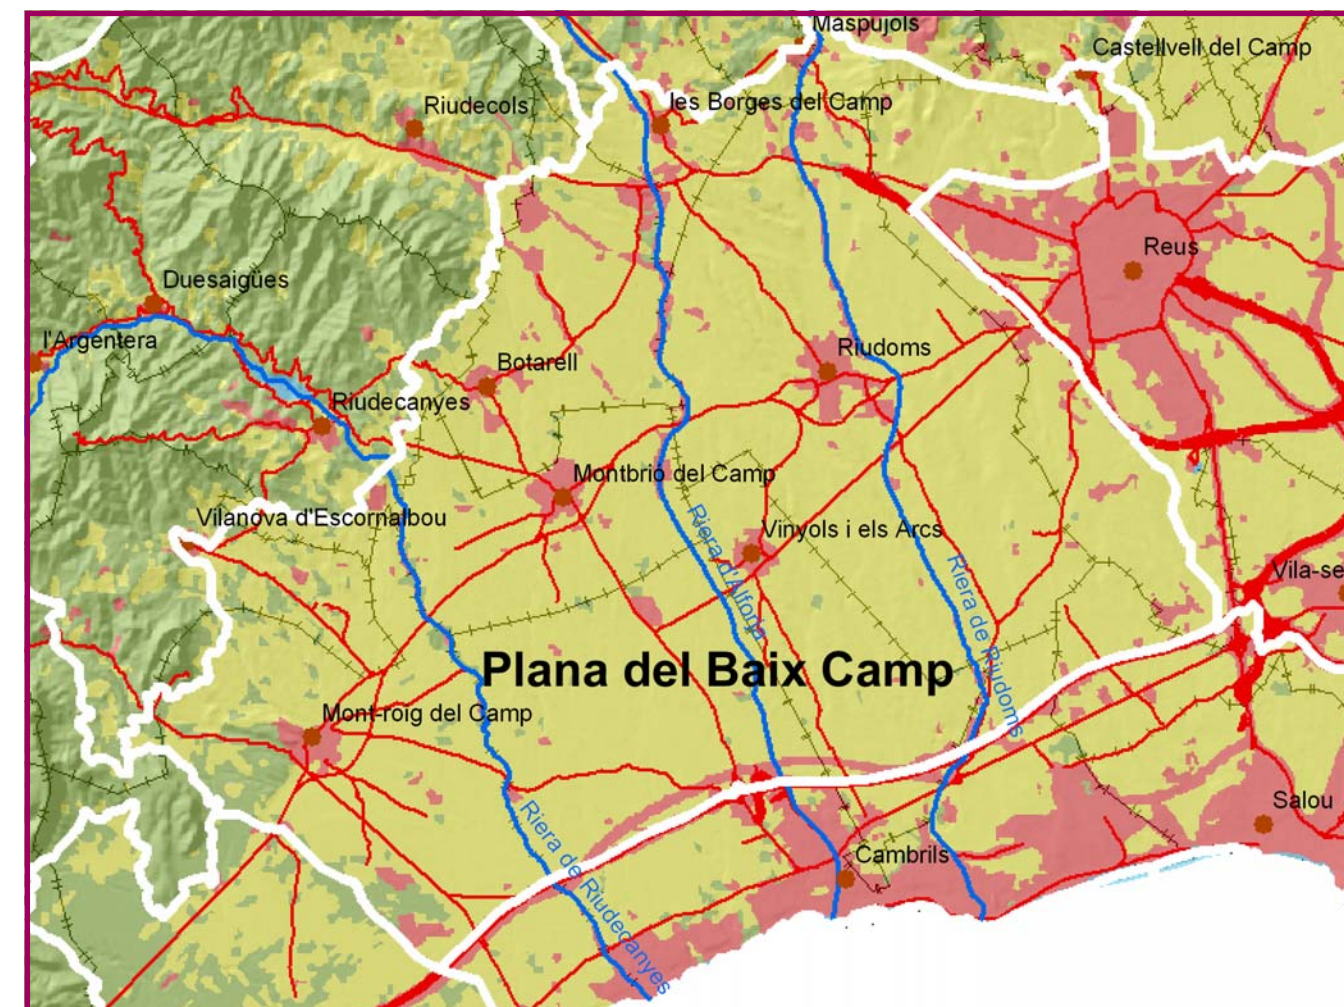 Maspujols
Castellvell del Camp
Riudecols
les Borges del Camp
Reus
Duesaigües
l'Argentera
Riudoms
Botarell
Riudecanyes
Montbrió del Camp
Vilanova d'Escornalbou
Vinyols i els Arcs
Riera d'Alforja
Riera de Riudoms
Vila-se
Plana del Baix Camp
Mont-roig del Camp
Salou
Riera de Riudecanyes
Cambrils